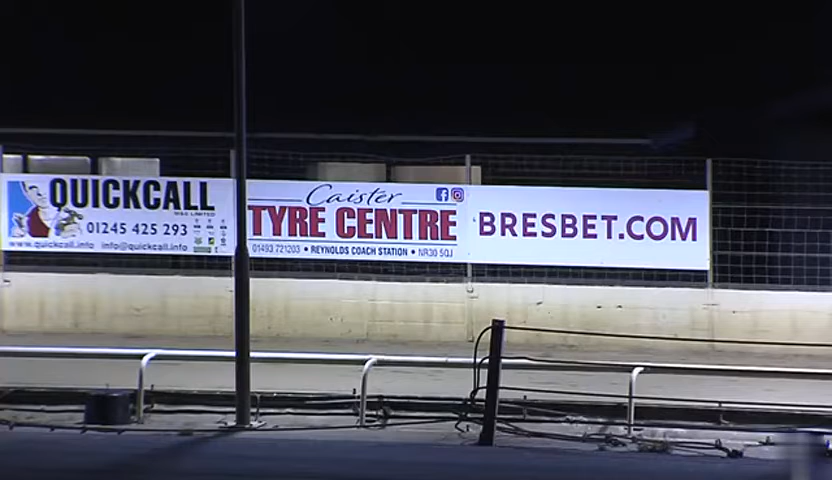 QUICKCALL
01245 425 293
www.quickcall.info info@quickcall.info
Caister
TYRE CENTRE
01493 721203 • REYNOLDS COACH STATION • NR30 5QJ
BRESBET.COM